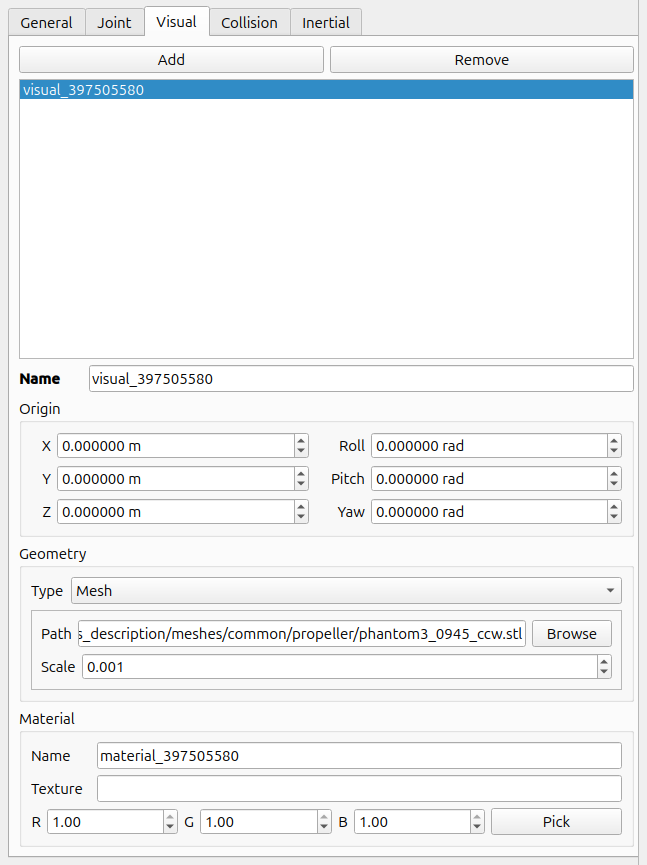 General Joint Visual Collision Inertial
Add Remove
visual_397505580
Name visual_397505580
Origin
X 0.000000 m Roll 0.000000 rad
Y 0.000000 m Pitch 0.000000 rad
Z 0.000000 m Yaw 0.000000 rad
Geometry
Type Mesh
Path s_description/meshes/common/propeller/phantom3_0945_ccw.stl Browse
Scale 0.001
Material
Name material_397505580
Texture
R 1.00 G 1.00 B 1.00 Pick